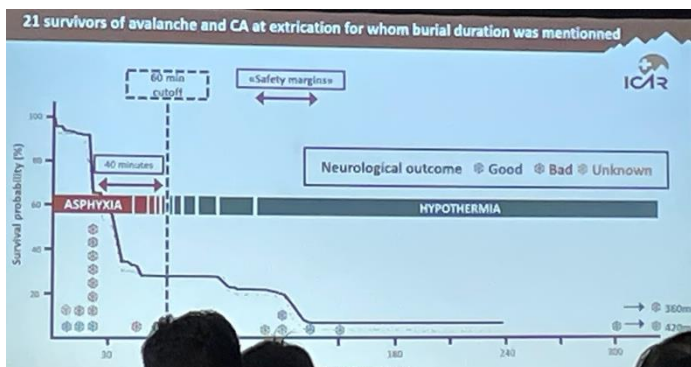 21 survivors of avalanche and CA at extrication for whom burial duration was mentionned
ICAR
60 min
cutoff
«Safety margins»
100
40 minutes
Neurological outcome Good Bad Unknown
80
Survival probability (%)
60
ASPHYXIA
HYPOTHERMIA
40
20
360m
420m
30
180
240
300